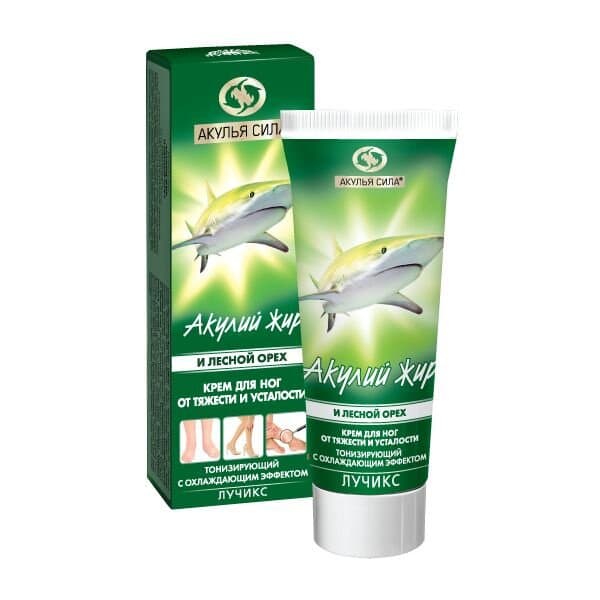 АКУЛЬЯ СИЛА®
Акулий жир
И ЛЕСНОЙ ОРЕХ
КРЕМ ДЛЯ НОГ
ОТ ТЯЖЕСТИ И УСТАЛОСТИ
ТОНИЗИРУЮЩИЙ
С ОХЛАЖДАЮЩИМ ЭФФЕКТОМ
ЛУЧИКС
АКУЛЬЯ СИЛА®
Акулий жир
И ЛЕСНОЙ ОРЕХ
КРЕМ ДЛЯ НОГ
ОТ ТЯЖЕСТИ И УСТАЛОСТИ
ТОНИЗИРУЮЩИЙ
С ОХЛАЖДАЮЩИМ ЭФФЕКТОМ
ЛУЧИКС